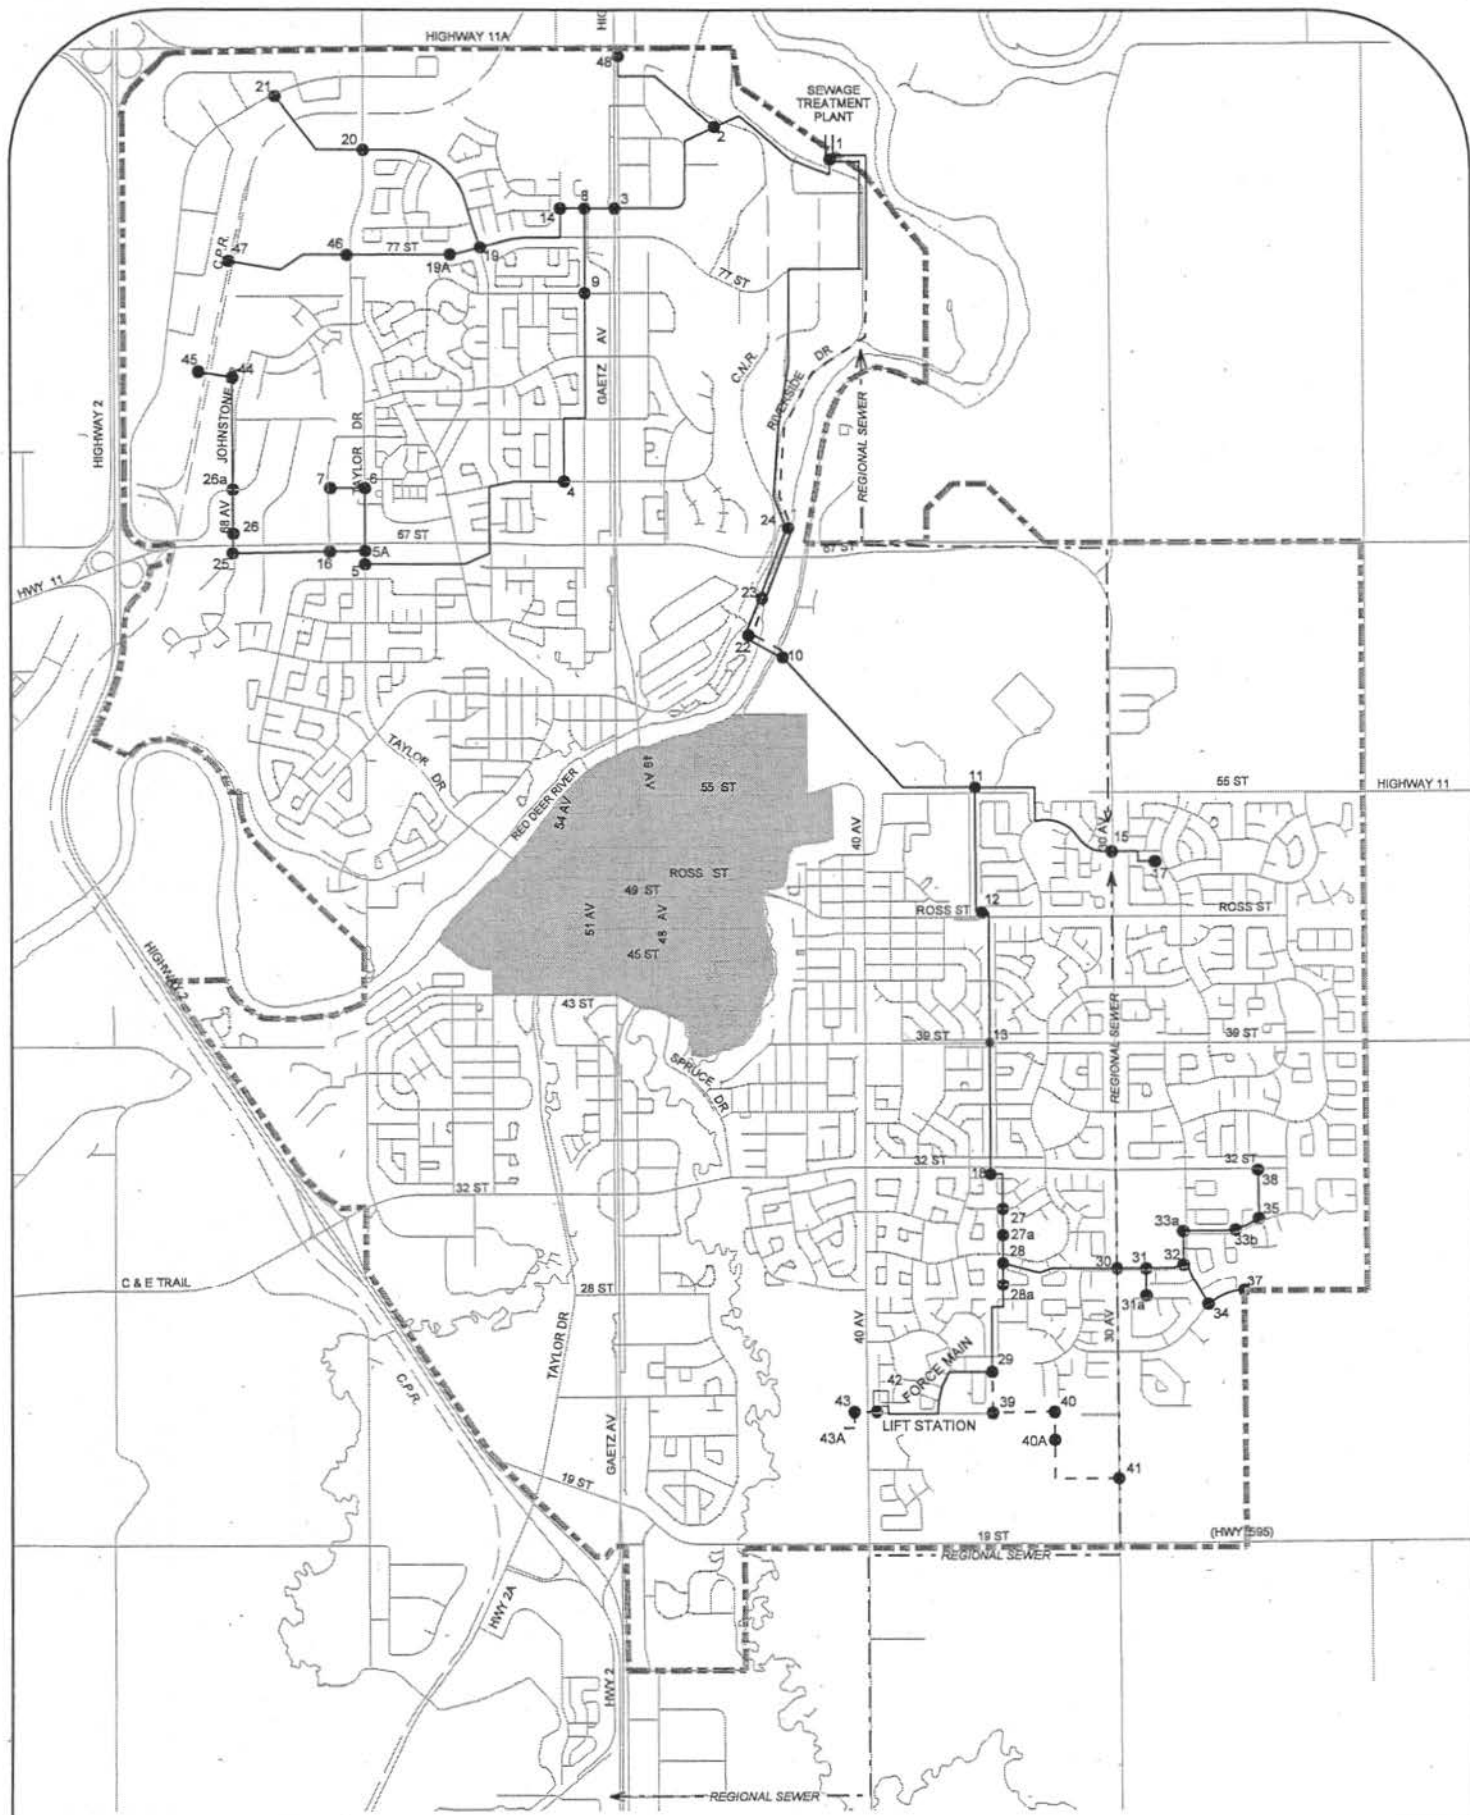 HIGHWAY 11A
HIG
48
21
SEWAGE
TREATMENT
PLANT
2
1
20
14
8
3
C.P.R.
47
46
77 ST
19A
19
77 ST
9
GAETZ AV
HIGHWAY 2
45
44
JOHNSTONE
C.N.R.
RIVERSIDE DR
REGIONAL SEWER
TAYLOR DR
26a
7
6
4
68 AV
26
24
67 ST
67 ST
25
16
5A
5
HWY 11
23
22
10
TAYLOR DR
RED DEER RIVER
54 AV
49 AV
55 ST
11
55 ST
HIGHWAY 11
40 AV
30 AV
15
17
ROSS ST
49 ST
51 AV
48 AV
45 ST
ROSS ST
12
ROSS ST
HIGHWAY 2
43 ST
39 ST
13
39 ST
SPRUCE DR
REGIONAL SEWER
32 ST
18
32 ST
38
32 ST
27
35
27a
33a
33b
28
30
31
32
C & E TRAIL
28 ST
28a
31a
37
34
TAYLOR DR
40 AV
30 AV
C.P.R.
29
42
FORCE MAIN
43
39
40
43A
LIFT STATION
40A
GAETZ AV
41
19 ST
19 ST
(HWY 595)
REGIONAL SEWER
HWY 2A
HWY 2
REGIONAL SEWER